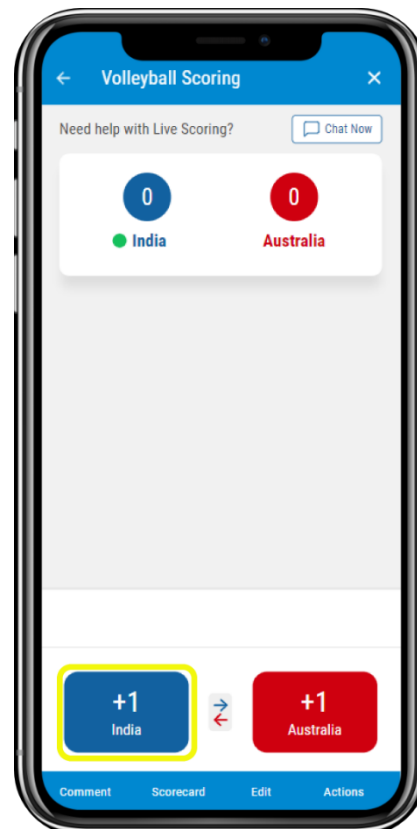 Volleyball Scoring
Need help with Live Scoring?
Chat Now
0
0
India
Australia
+1
India
+1
Australia
Comment
Scorecard
Edit
Actions